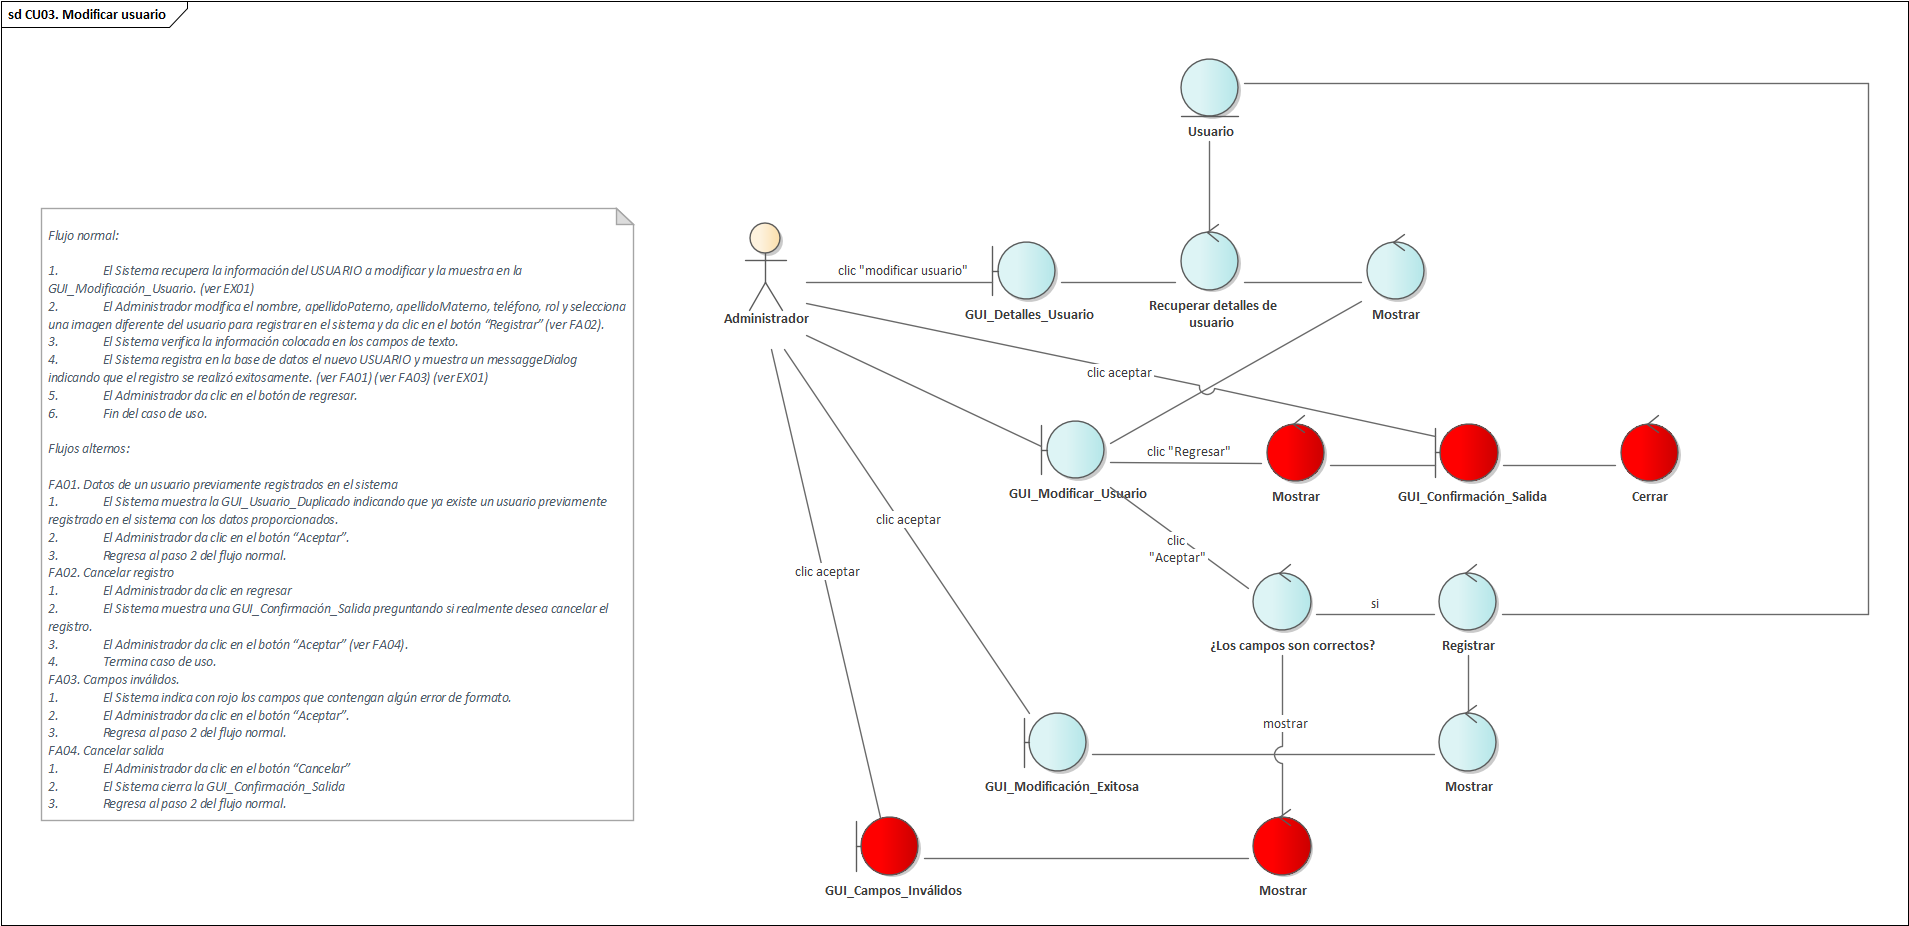 sd CU03. Modificar usuario
Flujo normal:
1. El Sistema recupera la información del USUARIO a modificar y la muestra en la
GUI_Modificación_Usuario. (ver EX01)
2. El Administrador modifica el nombre, apellidoPaterno, apellidoMaterno, teléfono, rol y selecciona
una imagen diferente del usuario para registrar en el sistema y da clic en el botón “Registrar” (ver FA02).
3. El Sistema verifica la información colocada en los campos de texto.
4. El Sistema registra en la base de datos el nuevo USUARIO y muestra un messaggeDialog
indicando que el registro se realizó exitosamente. (ver FA01) (ver FA03) (ver EX01)
5. El Administrador da clic en el botón de regresar.
6. Fin del caso de uso.
Flujos alternos:
FA01. Datos de un usuario previamente registrados en el sistema
1. El Sistema muestra la GUI_Usuario_Duplicado indicando que ya existe un usuario previamente
registrado en el sistema con los datos proporcionados.
2. El Administrador da clic en el botón “Aceptar”.
3. Regresa al paso 2 del flujo normal.
FA02. Cancelar registro
1. El Administrador da clic en regresar
2. El Sistema muestra una GUI_Confirmación_Salida preguntando si realmente desea cancelar el
registro.
3. El Administrador da clic en el botón “Aceptar” (ver FA04).
4. Termina caso de uso.
FA03. Campos inválidos.
1. El Sistema indica con rojo los campos que contengan algún error de formato.
2. El Administrador da clic en el botón “Aceptar”.
3. Regresa al paso 2 del flujo normal.
FA04. Cancelar salida
1. El Administrador da clic en el botón “Cancelar”
2. El Sistema cierra la GUI_Confirmación_Salida
3. Regresa al paso 2 del flujo normal.
Usuario
clic "modificar usuario"
Administrador
GUI_Detalles_Usuario
Recuperar detalles de
usuario
Mostrar
clic aceptar
clic "Regresar"
GUI_Modificar_Usuario
Mostrar
GUI_Confirmación_Salida
Cerrar
clic aceptar
clic
"Aceptar"
clic aceptar
si
¿Los campos son correctos?
Registrar
mostrar
GUI_Modificación_Exitosa
Mostrar
GUI_Campos_Inválidos
Mostrar